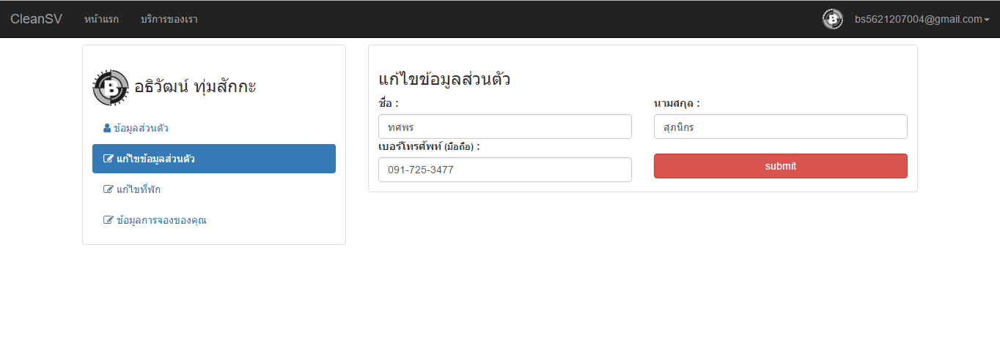 CleanSV หน้าแรก บริการของเรา B bs5621207004@gmail.com
B อธิวัฒน์ ทุ่มสักกะ
ข้อมูลส่วนตัว
แก้ไขข้อมูลส่วนตัว
แก้ไขที่พัก
ข้อมูลการจองของคุณ
แก้ไขข้อมูลส่วนตัว
ชื่อ : นามสกุล :
ทศพร สุภนิกร
เบอร์โทรศัพท์ (มือถือ) :
091-725-3477 submit